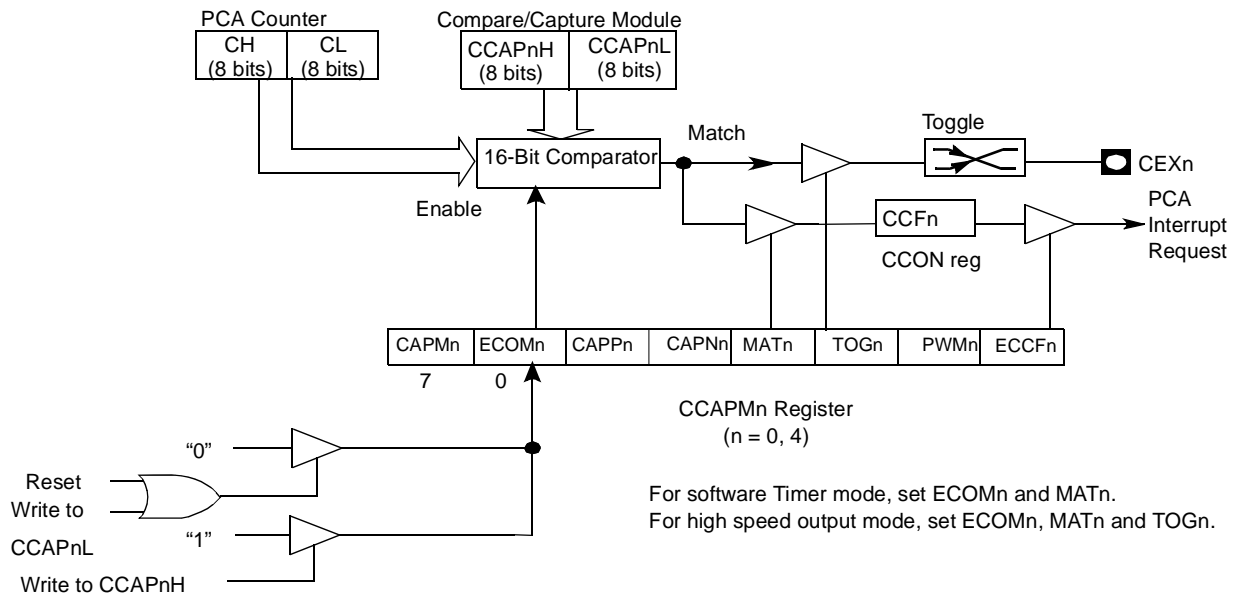 PCA Counter
Compare/Capture Module
CH
(8 bits)
CL
(8 bits)
CCAPnH
(8 bits)
CCAPnL
(8 bits)
16-Bit Comparator
Match
Toggle
CEXn
Enable
CCFn
CCON reg
PCA
Interrupt
Request
CAPMn ECOMn CAPPn CAPNn MATn TOGn PWMn ECCFn
7 0
CCAPMn Register
(n = 0, 4)
“0”
Reset
Write to
CCAPnL
“1”
Write to CCAPnH
For software Timer mode, set ECOMn and MATn.
For high speed output mode, set ECOMn, MATn and TOGn.